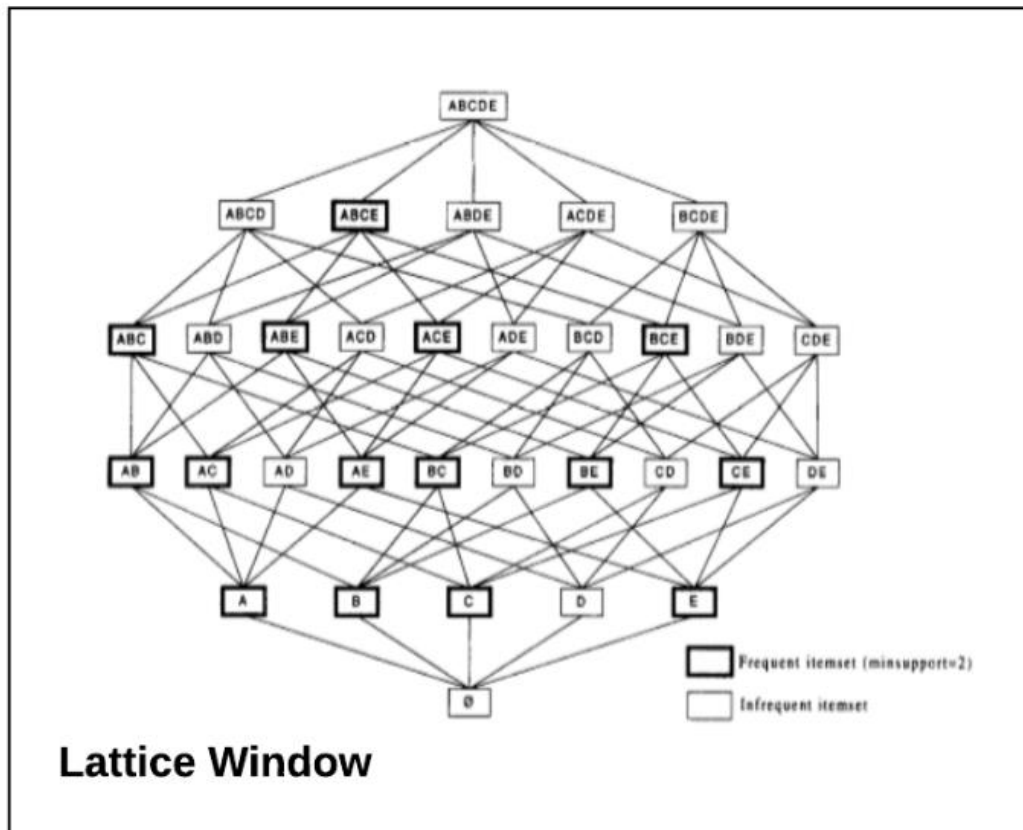 ABCDE
ABCD ABCE ABDE ACDE BCDE
ABC ABD ABE ACD ACE ADE BCD BCE BDE CDE
AB AC AD AE BC BD BE CD CE DE
A B C D E
Ø
Frequent itemset (minsupport=2)
Infrequent itemset
Lattice Window